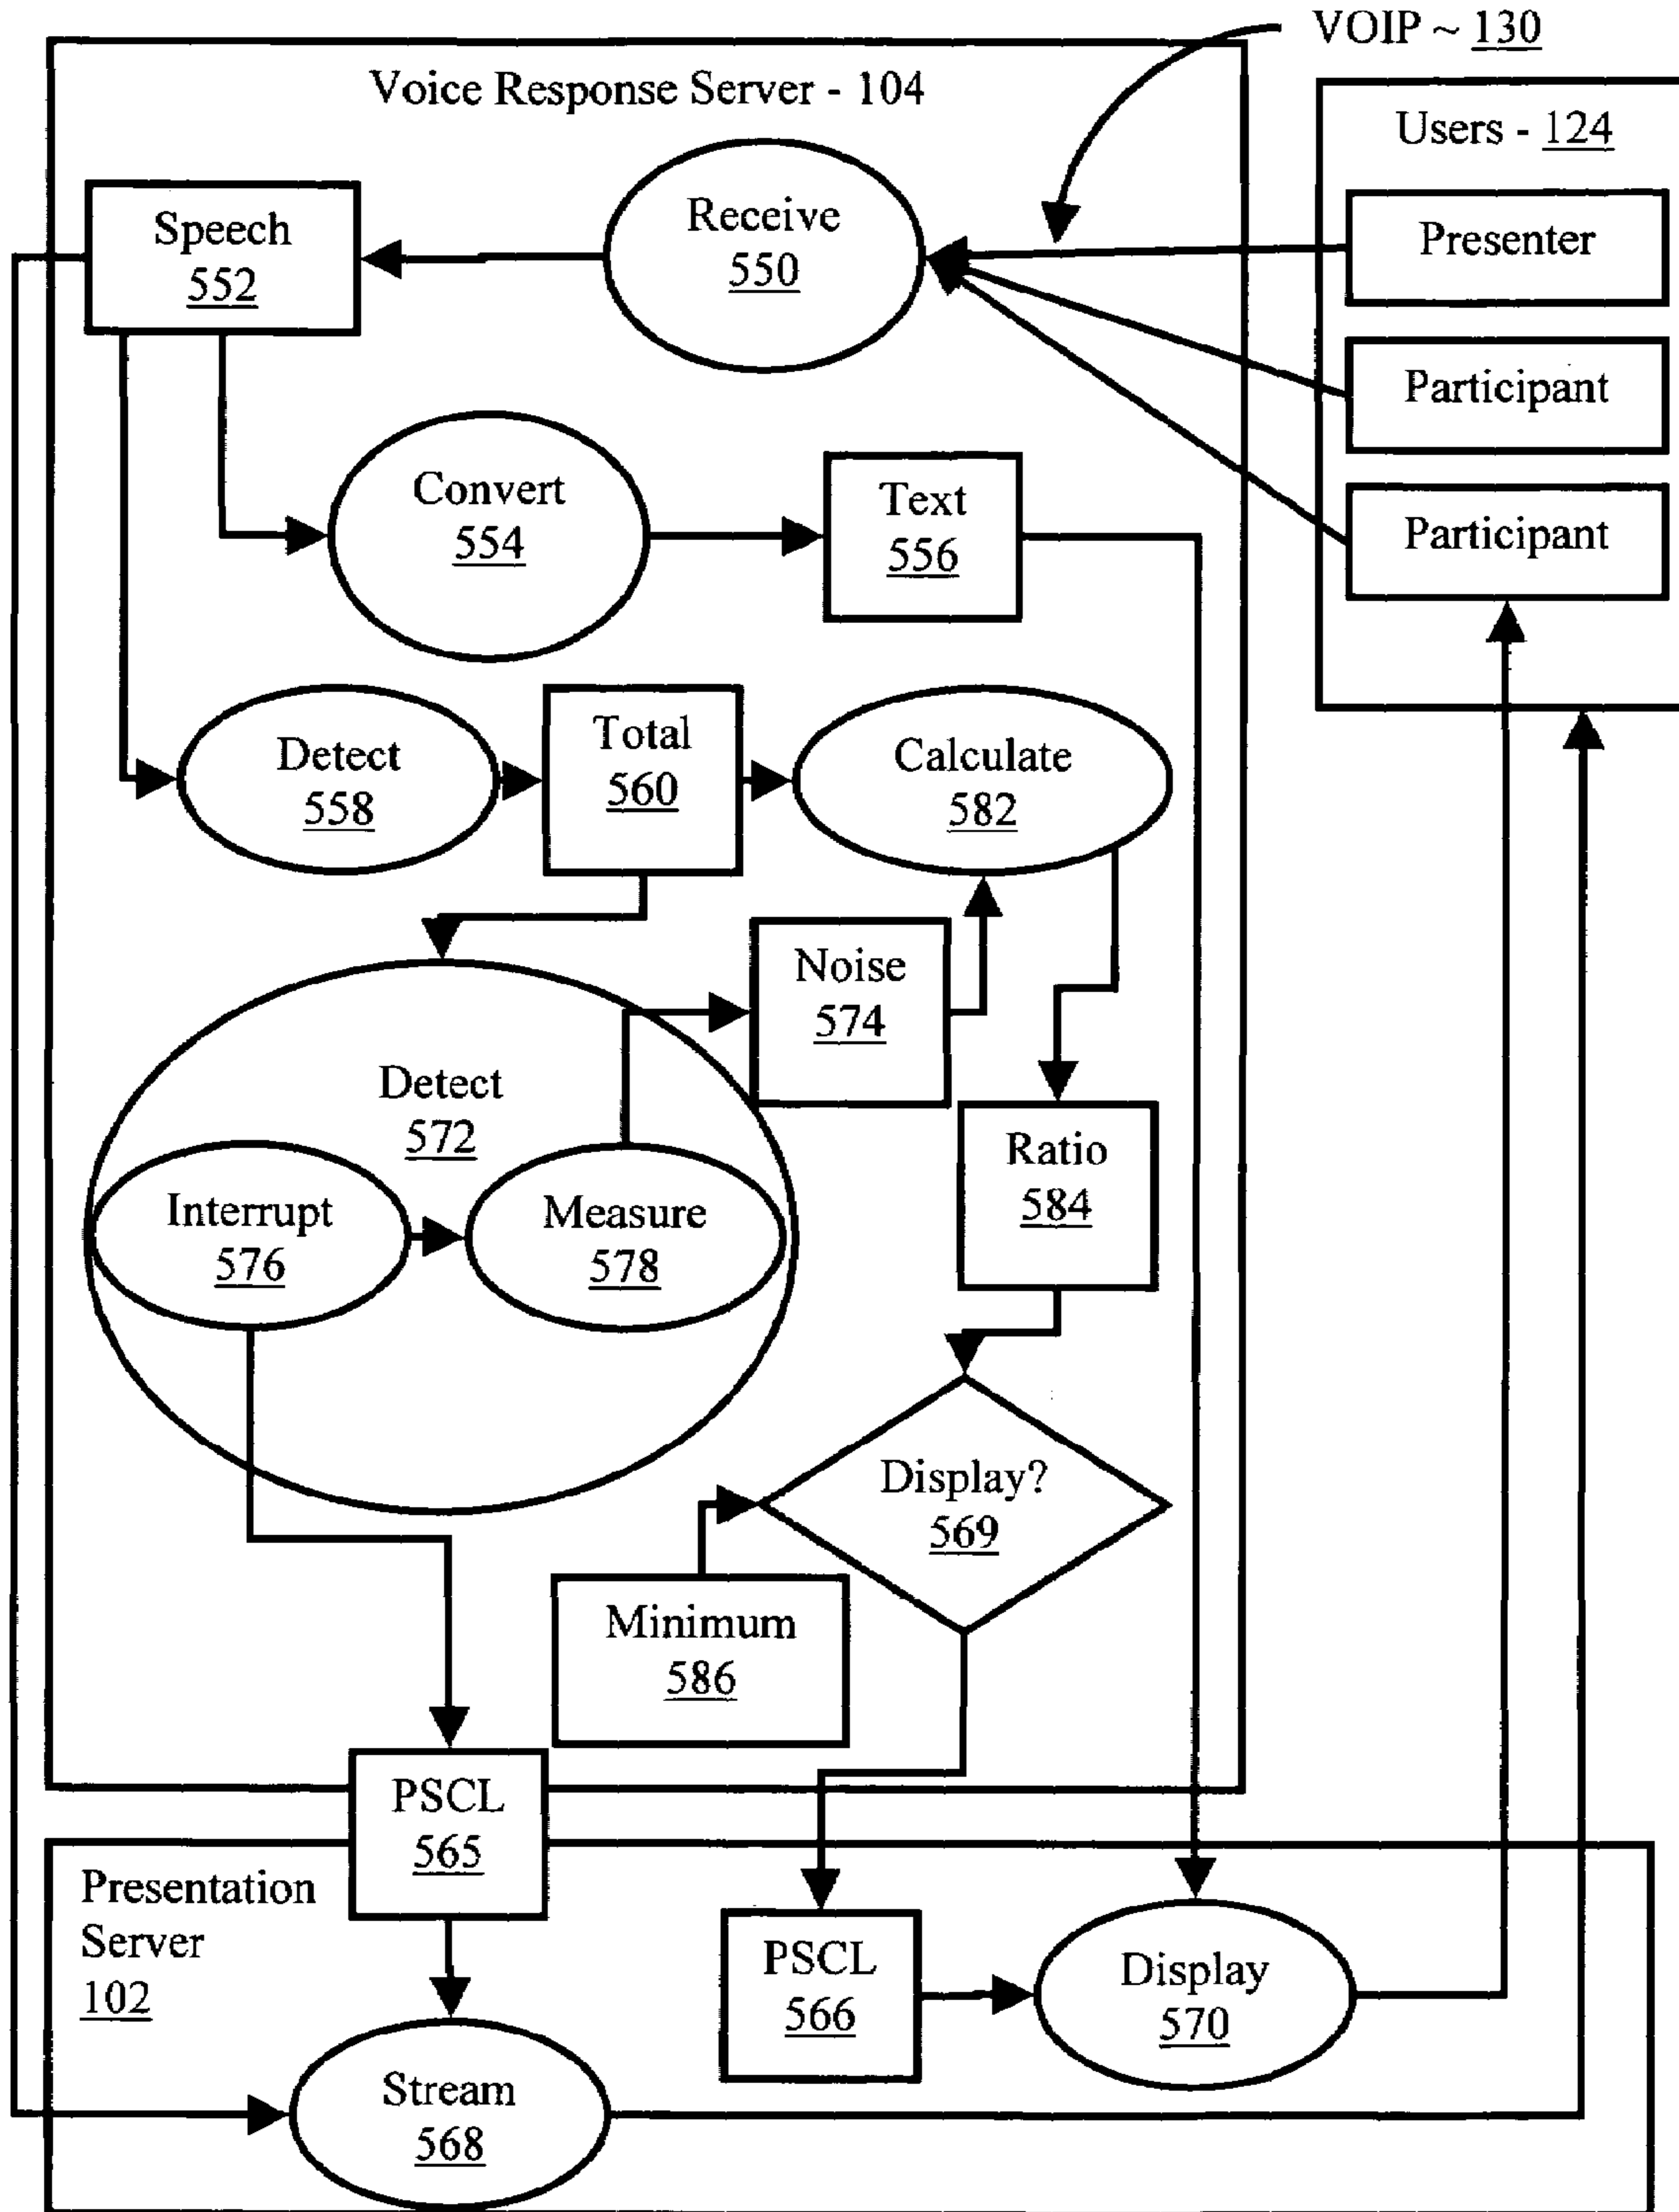 VOIP ~ 130
Voice Response Server - 104
Users - 124
Presenter
Participant
Participant
Receive
550
Speech
552
Convert
554
Text
556
Detect
558
Total
560
Calculate
582
Noise
574
Detect
572
Interrupt
576
Measure
578
Ratio
584
Display?
569
Minimum
586
PSCL
565
Presentation
Server
102
PSCL
566
Display
570
Stream
568